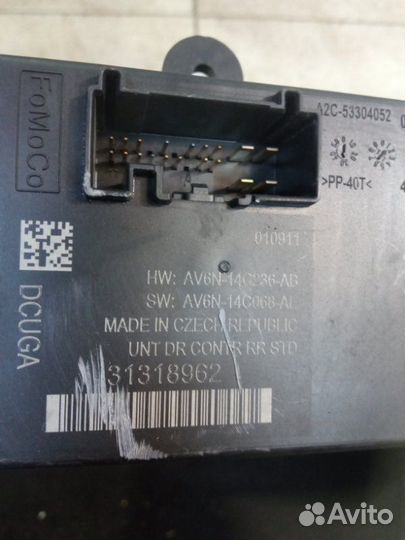 FoMoCo
A2C-53304052
>PP-40T<
4
010911
HW: AV6N-14C236-AB
SW: AV6N-14C068-AL
MADE IN CZECH REPUBLIC
UNT DR CONTR RR STD
31318962
DCUGA
Avito